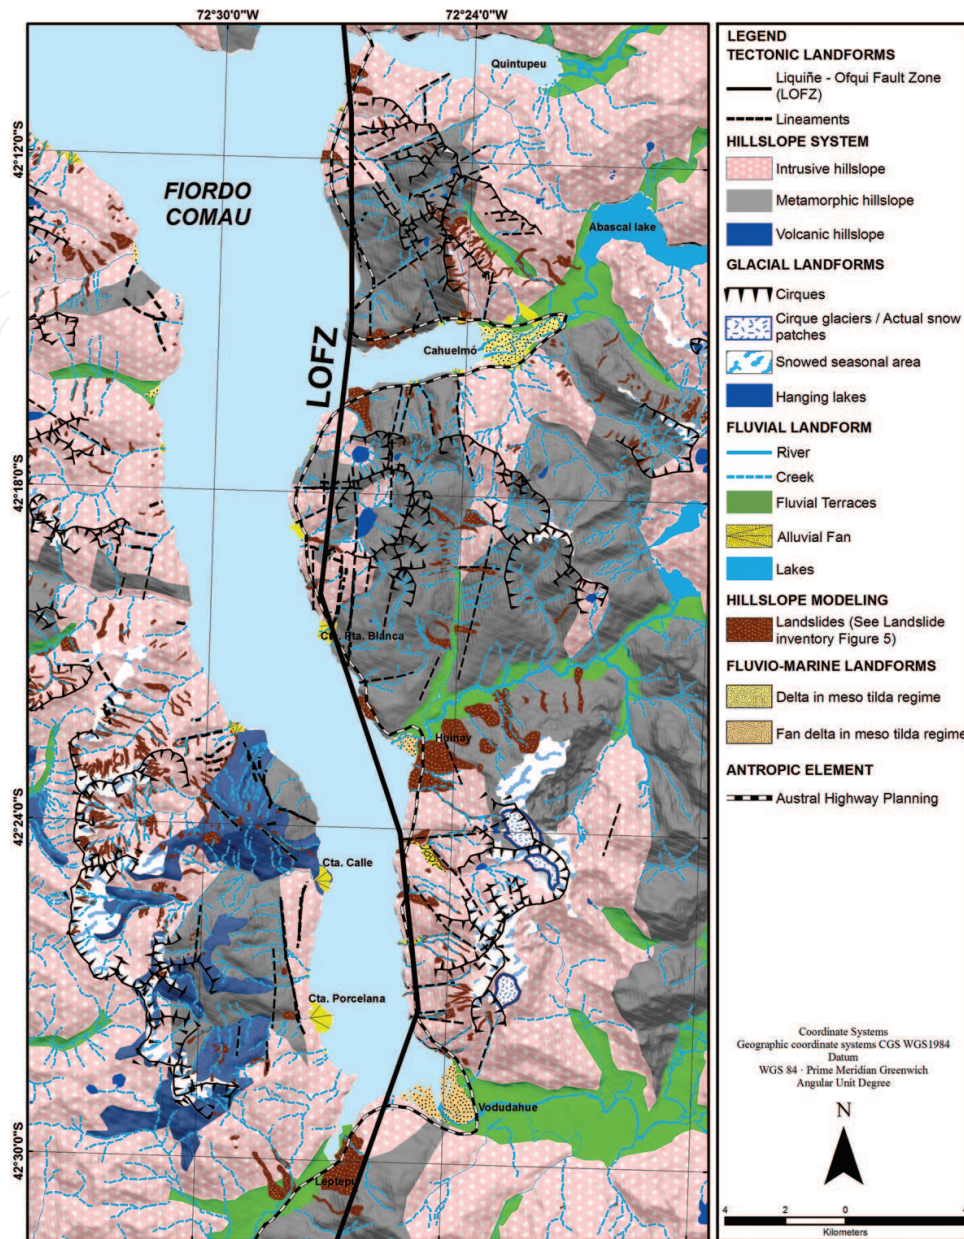 72°30'0"W
72°24'0"W
42°12'0"S
42°18'0"S
42°24'0"S
42°30'0"S
Quintupeu
FIORDO
COMAU
Abascal lake
LOFZ
Cahuelmó
Cta. Pta. Blanca
Huinay
Cta. Calle
Cta. Porcelana
Vodudahue
Leptepu
LEGEND
TECTONIC LANDFORMS
Liquiñe - Ofqui Fault Zone
(LOFZ)
Lineaments
HILLSLOPE SYSTEM
Intrusive hillslope
Metamorphic hillslope
Volcanic hillslope
GLACIAL LANDFORMS
Cirques
Cirque glaciers / Actual snow
patches
Snowed seasonal area
Hanging lakes
FLUVIAL LANDFORM
River
Creek
Fluvial Terraces
Alluvial Fan
Lakes
HILLSLOPE MODELING
Landslides (See Landslide
inventory Figure 5)
FLUVIO-MARINE LANDFORMS
Delta in meso tilda regime
Fan delta in meso tilda regime
ANTROPIC ELEMENT
Austral Highway Planning
Coordinate Systems
Geographic coordinate systems CGS WGS1984
Datum
WGS 84 · Prime Meridian Greenwich
Angular Unit Degree
N
4 2 0
Kilometers